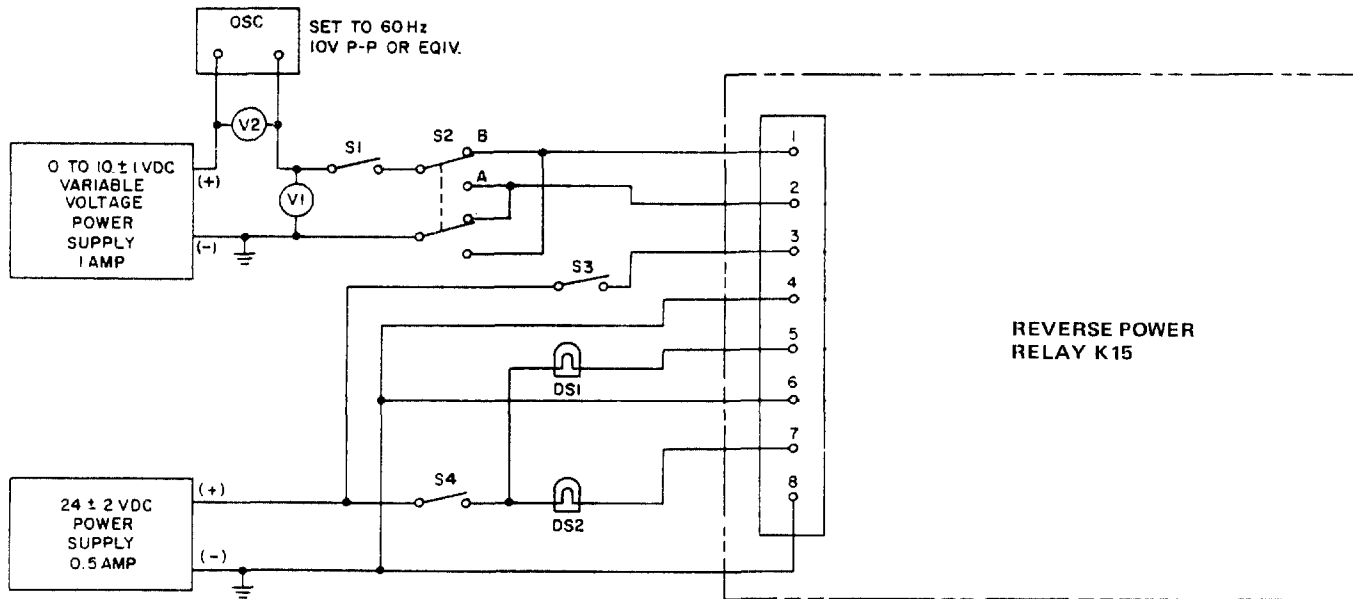 OSC
SET TO 60Hz
10V P-P OR EQIV.
V2
S1
S2
B
A
V1
0 TO 10 ± 1 VDC
VARIABLE
VOLTAGE
POWER
SUPPLY
1 AMP
(+)
(-)
S3
1
2
3
4
5
6
7
8
DS1
REVERSE POWER
RELAY K15
S4
DS2
24 ± 2 VDC
POWER
SUPPLY
0.5 AMP
(+)
(-)